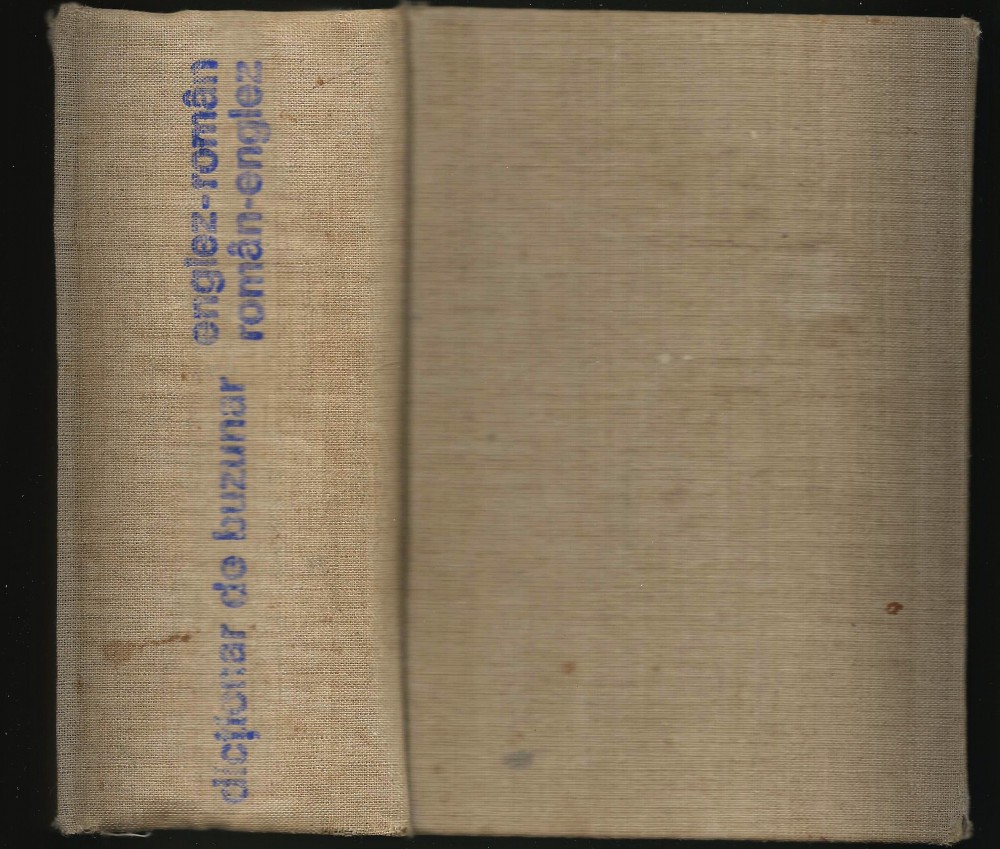 dicționar de buzunar
englez-român
român-englez